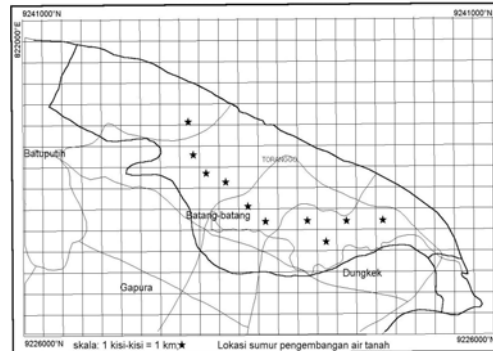 9241000°N
9241000°N
822000°E
Batuputih
TORANGGO
Batang-batang
Dungkek
Gapura
9226000°N
skala: 1 kisi-kisi = 1 km
Lokasi sumur pengembangan air tanah
9226000°N